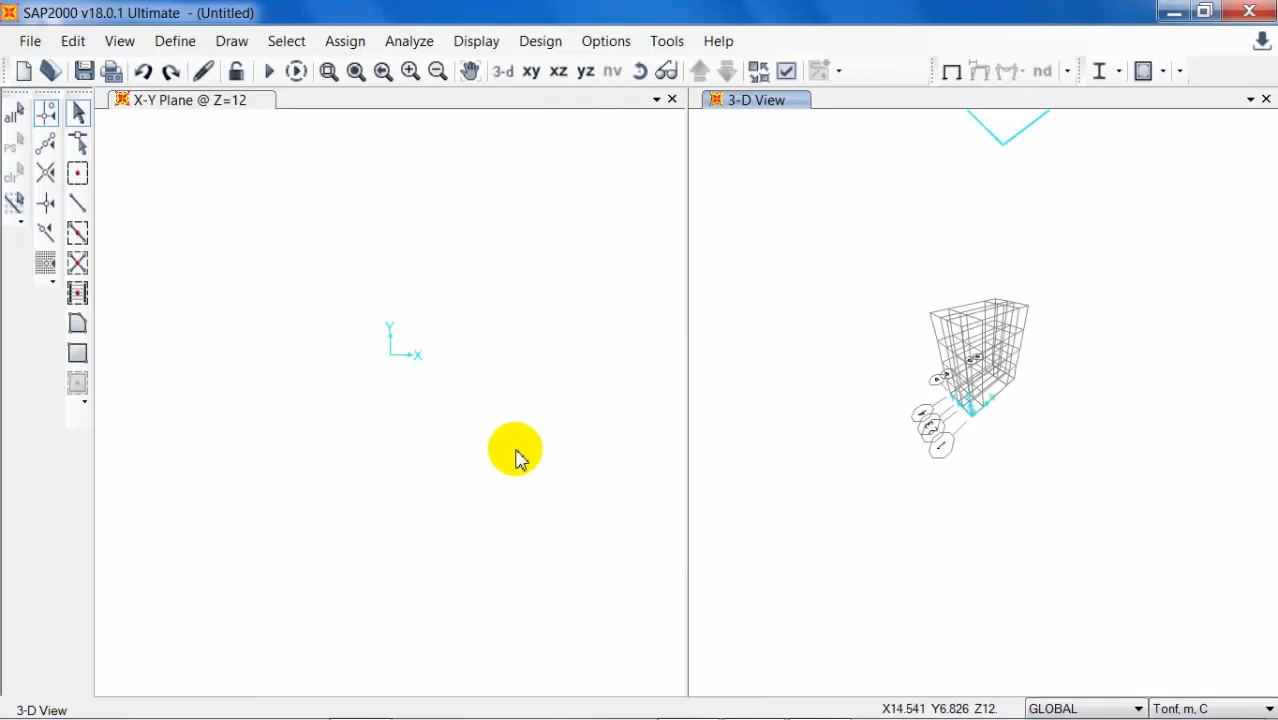 SAP2000 v18.0.1 Ultimate - (Untitled)
File Edit View Define Draw Select Assign Analyze Display Design Options Tools Help
3-d xy xz yz nv nd
X-Y Plane @ Z=12
3-D View
all
ps
clr
Y
X
1
3-D View
X14.541 Y6.826 Z12.
GLOBAL
Tonf, m, C